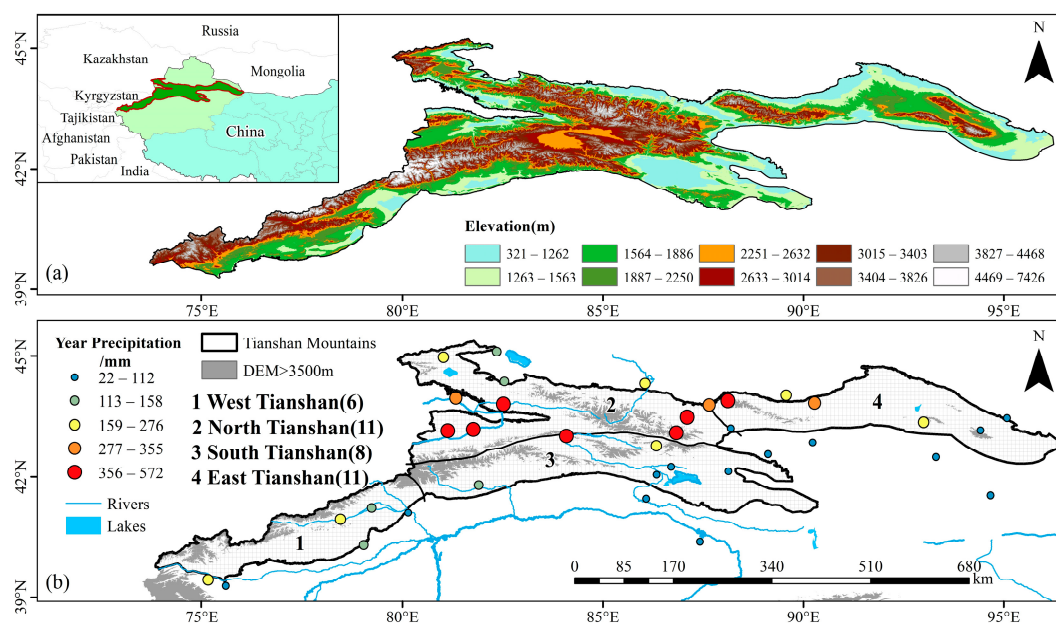 45°N
42°N
39°N
Russia
Kazakhstan
Mongolia
Kyrgyzstan
Tajikistan
Afghanistan
China
Pakistan
India
N
Elevation(m)
321 – 1262
1564 – 1886
2251 – 2632
3015 – 3403
3827 – 4468
1263 – 1563
1887 – 2250
2633 – 3014
3404 – 3826
4469 – 7426
(a)
75°E
80°E
85°E
90°E
95°E
45°N
42°N
39°N
Year Precipitation
/mm
22 – 112
113 – 158
159 – 276
277 – 355
356 – 572
Rivers
Lakes
Tianshan Mountains
DEM>3500m
1 West Tianshan(6)
2 North Tianshan(11)
3 South Tianshan(8)
4 East Tianshan(11)
N
2
4
3
1
0
85
170
340
510
680
km
(b)
75°E
80°E
85°E
90°E
95°E